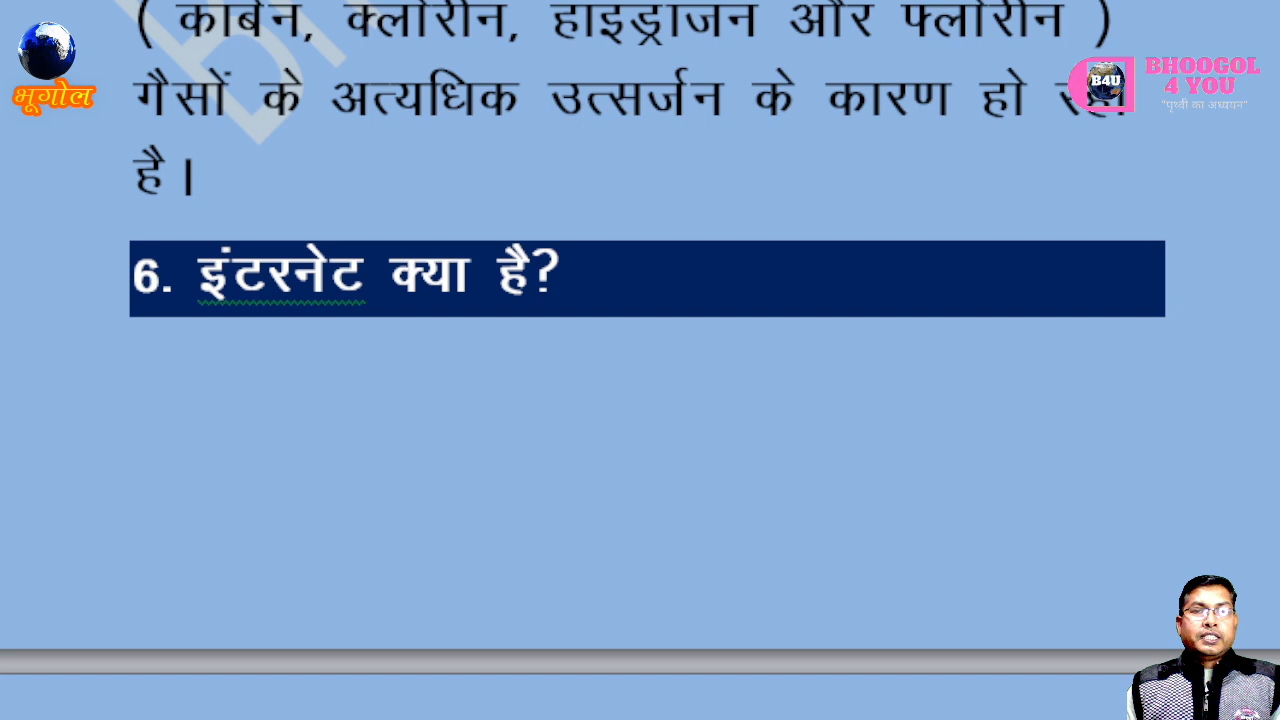 ( कार्बन, क्लोरीन, हाइड्रोजन और फ्लोरीन )
गैसों के अत्यधिक उत्सर्जन के कारण हो रहा
है।
6. इंटरनेट क्या है?
भूगोल
B4U
BHOOGOL
4 YOU
"पृथ्वी का अध्ययन"